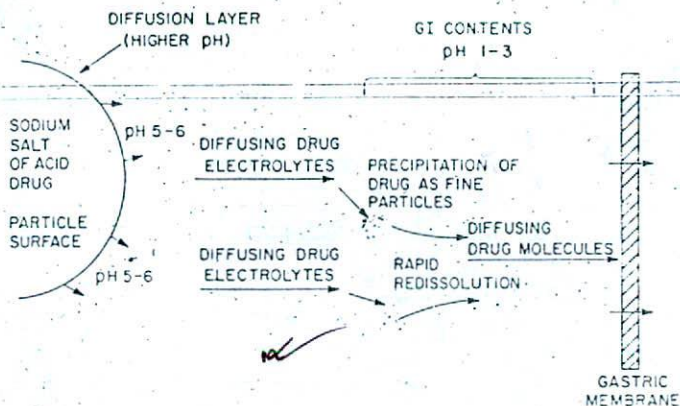 DIFFUSION LAYER
(HIGHER pH)
GI CONTENTS
pH 1-3
SODIUM
SALT
OF ACID
DRUG
PARTICLE
SURFACE
pH 5-6
pH 5-6
DIFFUSING DRUG
ELECTROLYTES
DIFFUSING DRUG
ELECTROLYTES
PRECIPITATION OF
DRUG AS FINE
PARTICLES
DIFFUSING
DRUG MOLECULES
RAPID
REDISSOLUTION
GASTRIC
MEMBRANE